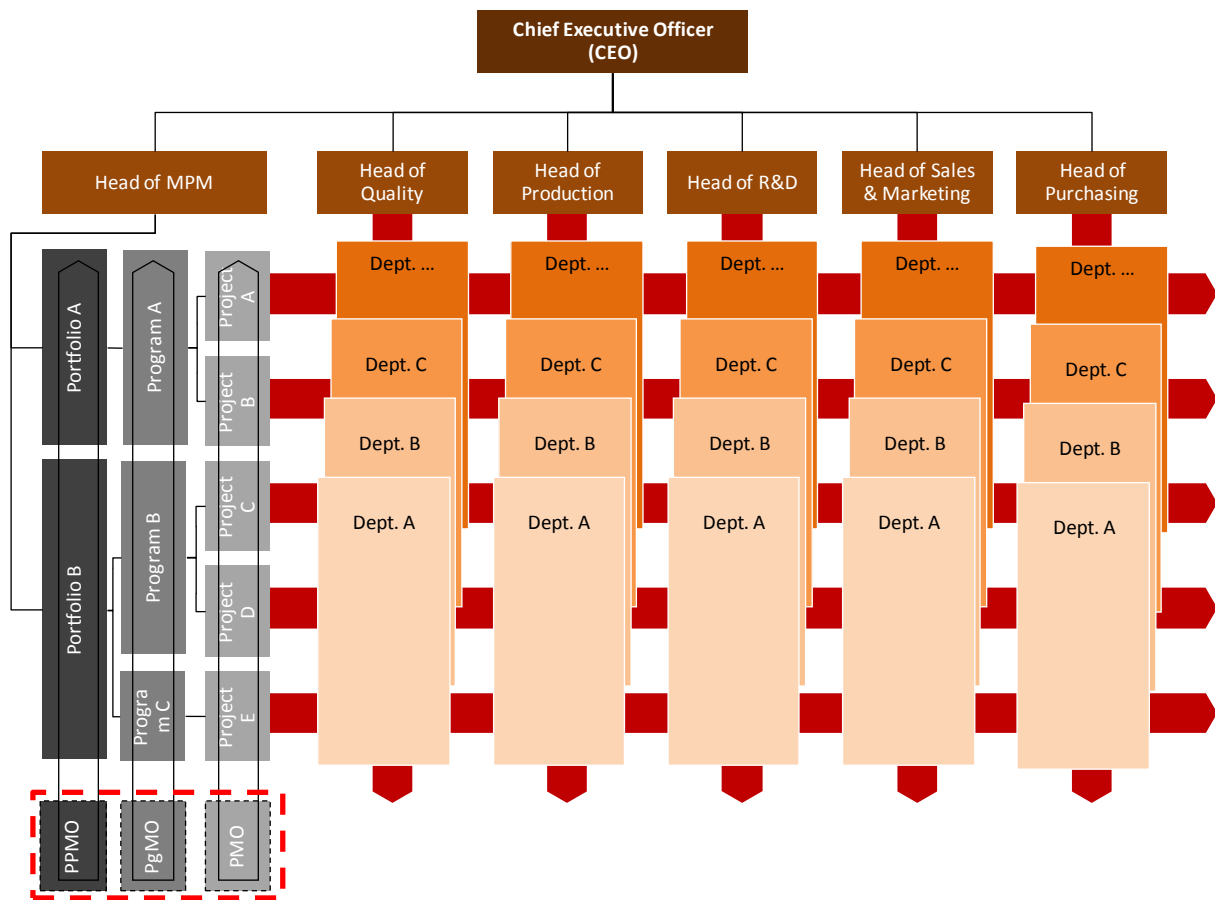 Chief Executive Officer
(CEO)
Head of MPM
Head of
Quality
Head of
Production
Head of R&D
Head of Sales
& Marketing
Head of
Purchasing
Portfolio A
Portfolio B
Program A
Program B
Progra
m C
Project
A
Project
B
Project
C
Project
D
Project
E
Dept. ...
Dept. C
Dept. B
Dept. A
Dept. ...
Dept. C
Dept. B
Dept. A
Dept. ...
Dept. C
Dept. B
Dept. A
Dept. ...
Dept. C
Dept. B
Dept. A
Dept. ...
Dept. C
Dept. B
Dept. A
PPMO
PgMO
PMO